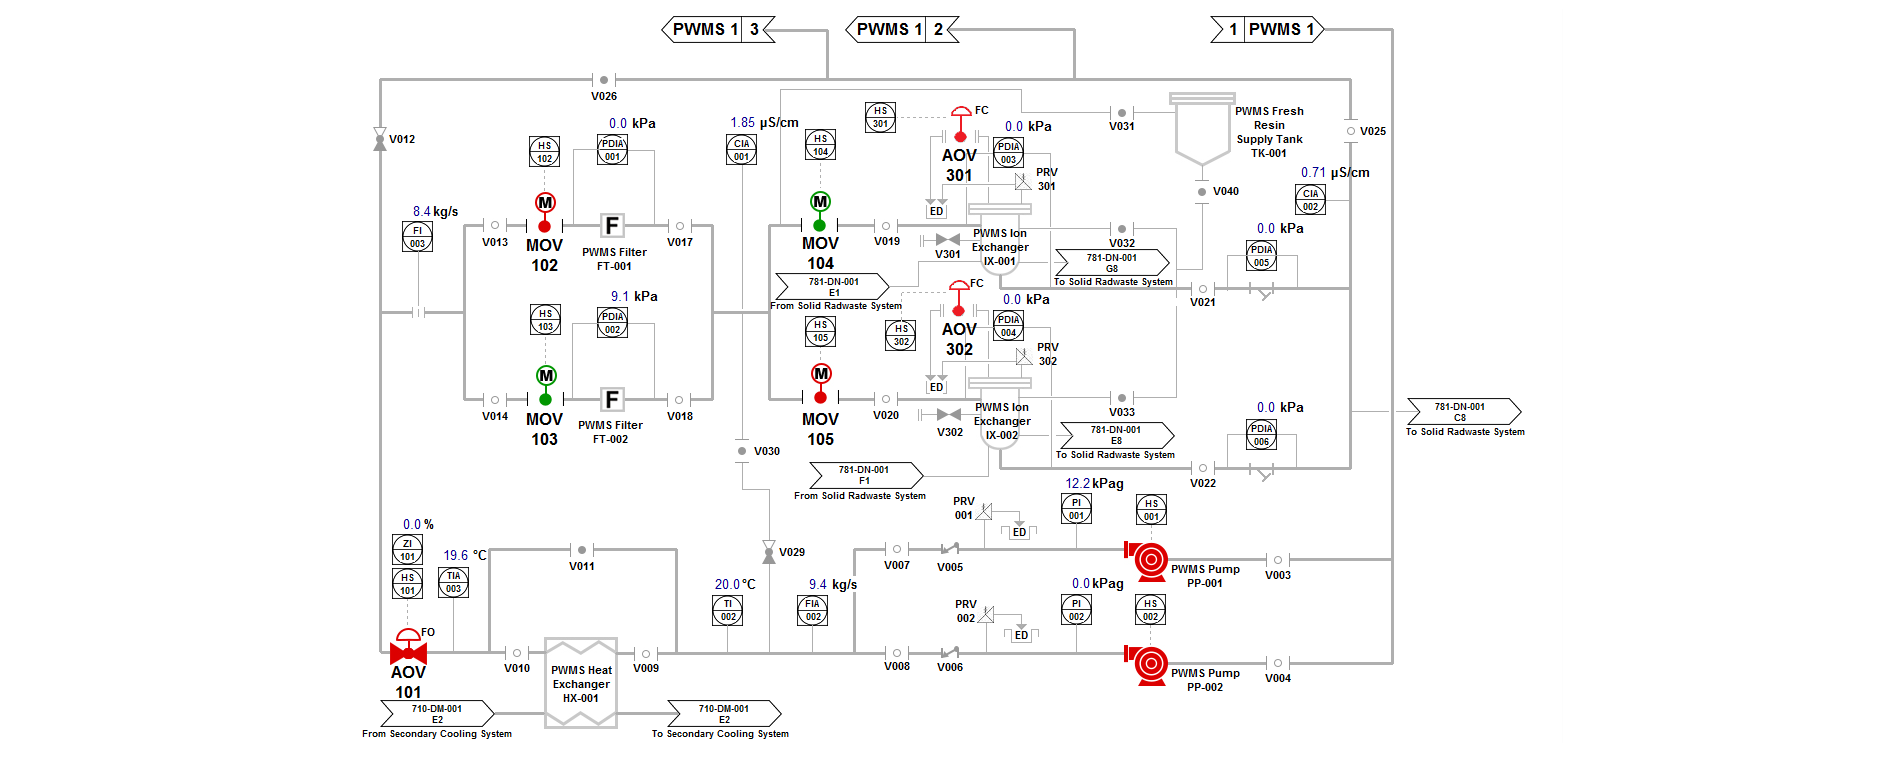 PWMS 1 3
PWMS 1 2
1 PWMS 1
V026
V012
0.0 kPa
HS
102
PDIA
001
M
MOV
102
V013
F
PWMS Filter
FT-001
V017
8.4 kg/s
FI
003
9.1 kPa
HS
103
PDIA
002
M
MOV
103
V014
F
PWMS Filter
FT-002
V018
1.85 µS/cm
CIA
001
HS
104
M
MOV
104
V019
HS
301
FC
AOV
301
0.0 kPa
PDIA
003
PRV
301
ED
V301
PWMS Ion
Exchanger
IX-001
V031
V032
PWMS Fresh
Resin
Supply Tank
TK-001
V040
V025
0.71 µS/cm
CIA
002
0.0 kPa
PDIA
005
V021
781-DN-001
G8
To Solid Radwaste System
781-DN-001
E1
From Solid Radwaste System
HS
105
M
MOV
105
V020
HS
302
FC
AOV
302
0.0 kPa
PDIA
004
PRV
302
ED
V302
PWMS Ion
Exchanger
IX-002
V033
781-DN-001
E8
To Solid Radwaste System
0.0 kPa
PDIA
006
V022
781-DN-001
C8
To Solid Radwaste System
781-DN-001
F1
From Solid Radwaste System
V030
V029
0.0 %
ZI
101
HS
101
FO
AOV
101
19.6 °C
TIA
003
V011
V010
PWMS Heat
Exchanger
HX-001
V009
20.0 °C
TI
002
9.4 kg/s
FIA
002
V007
V005
PRV
001
ED
12.2 kPag
PI
001
HS
001
PWMS Pump
PP-001
V003
V008
V006
PRV
002
ED
0.0 kPag
PI
002
HS
002
PWMS Pump
PP-002
V004
710-DM-001
E2
From Secondary Cooling System
710-DM-001
E2
To Secondary Cooling System